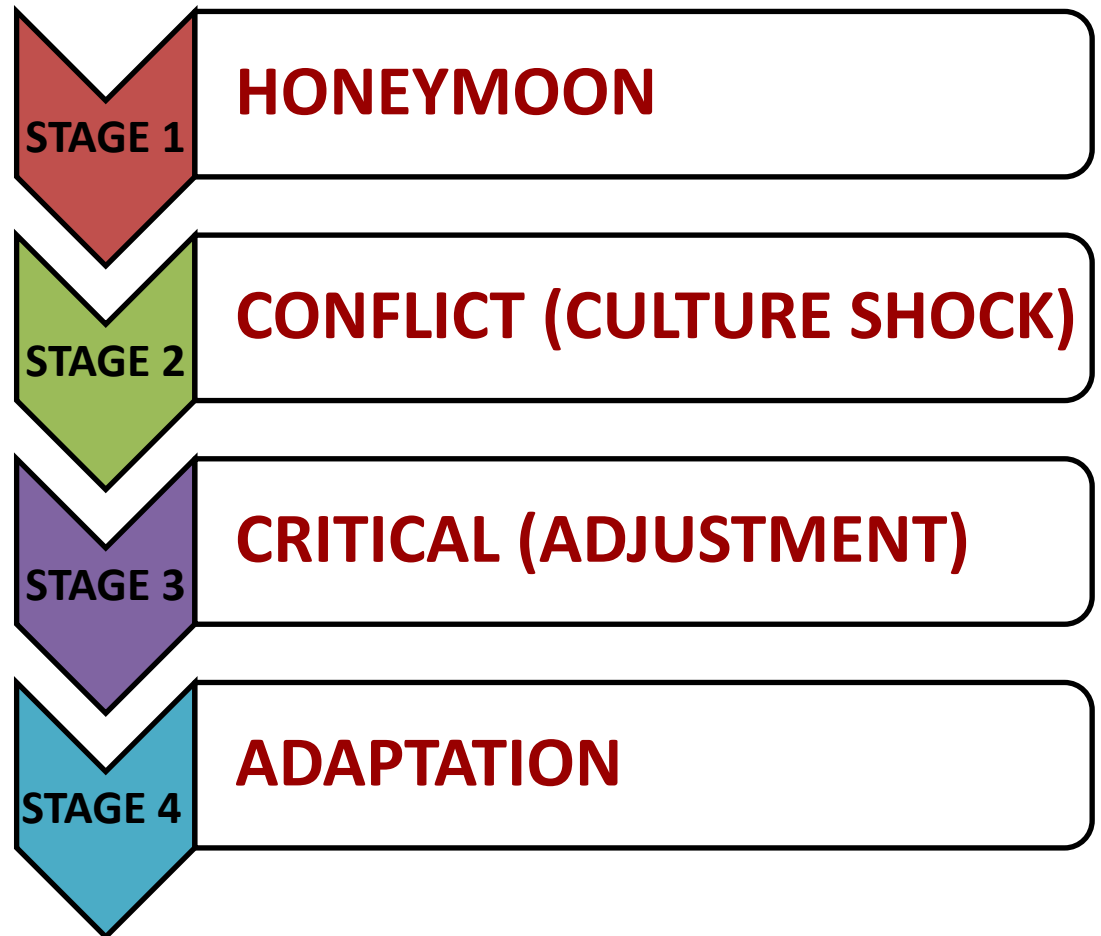 STAGE 1
HONEYMOON
STAGE 2
CONFLICT (CULTURE SHOCK)
STAGE 3
CRITICAL (ADJUSTMENT)
STAGE 4
ADAPTATION